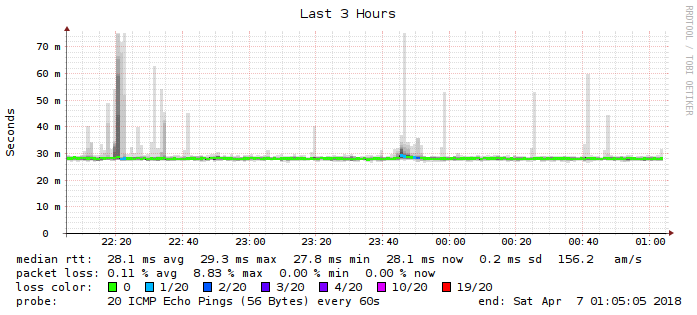 Last 3 Hours
RRDTOOL / TOBI OETIKER
Seconds
70 m
60 m
50 m
40 m
30 m
20 m
10 m
0
22:20 22:40 23:00 23:20 23:40 00:00 00:20 00:40 01:00
median rtt: 28.1 ms avg 29.3 ms max 27.8 ms min 28.1 ms now 0.2 ms sd 156.2 am/s
packet loss: 0.11 % avg 8.83 % max 0.00 % min 0.00 % now
loss color: 0 1/20 2/20 3/20 4/20 10/20 19/20
probe: 20 ICMP Echo Pings (56 Bytes) every 60s end: Sat Apr 7 01:05:05 2018